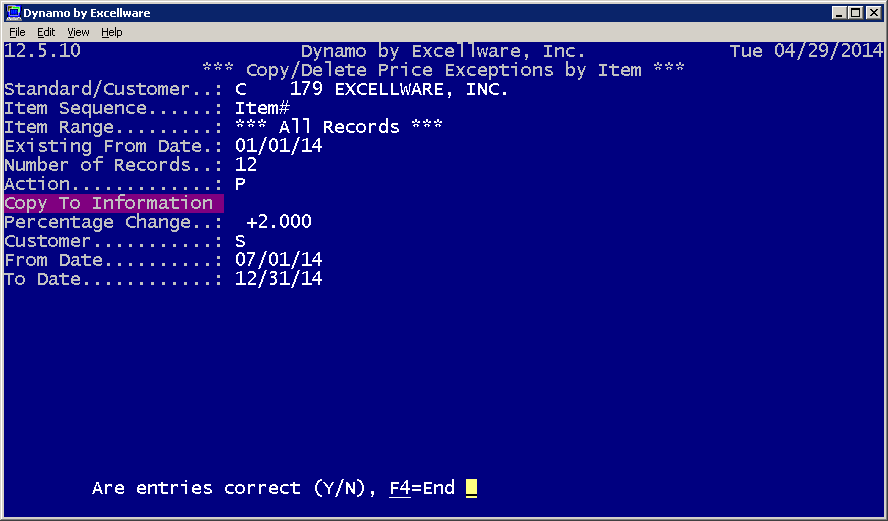 Dynamo by Excellware
File Edit View Help
12.5.10 Dynamo by Excellware, Inc. Tue 04/29/2014
*** Copy/Delete Price Exceptions by Item ***
Standard/Customer..: C 179 EXCELLWARE, INC.
Item Sequence......: Item#
Item Range.........: *** All Records ***
Existing From Date.: 01/01/14
Number of Records..: 12
Action.............: P
Copy To Information
Percentage Change..: +2.000
Customer...........: S
From Date..........: 07/01/14
To Date............: 12/31/14
Are entries correct (Y/N), F4=End